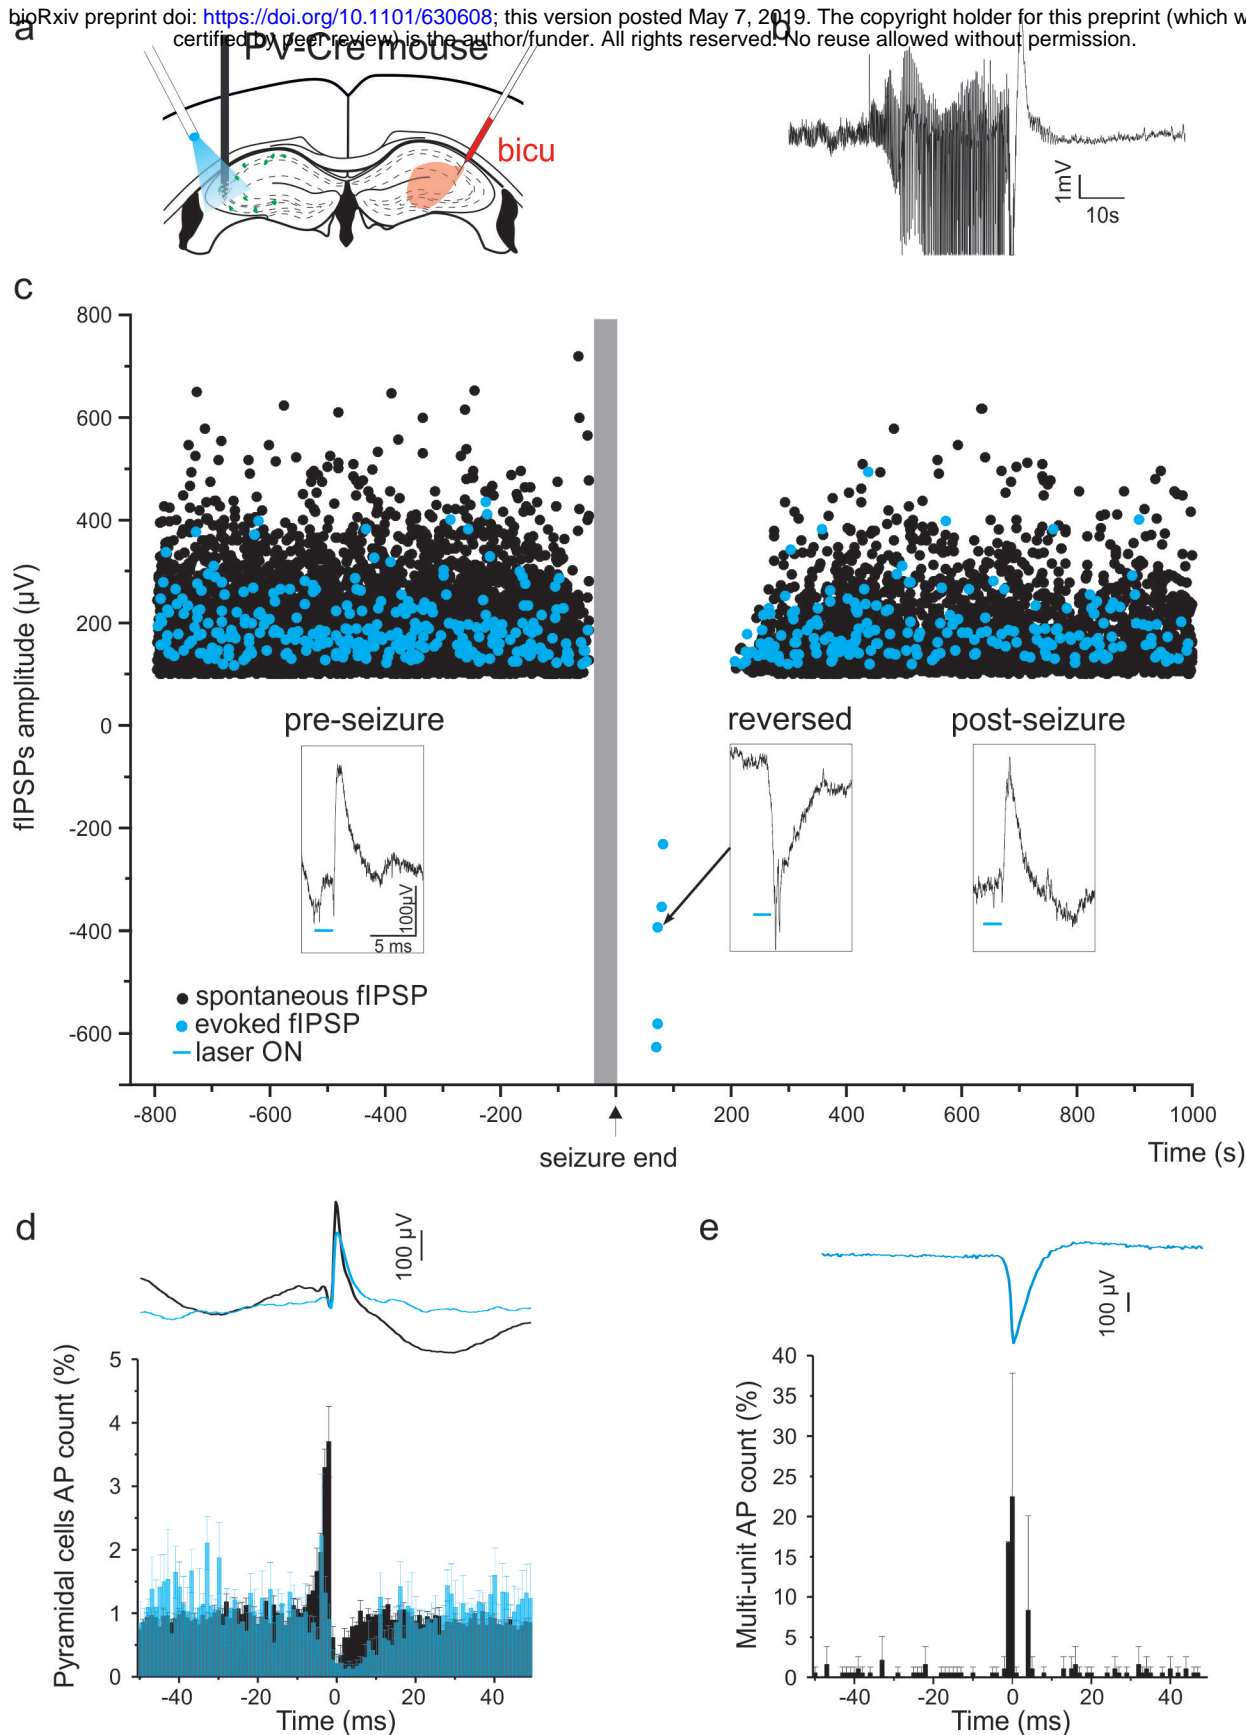 bioRxiv preprint doi: https://doi.org/10.1101/630608; this version posted May 7, 2019. The copyright holder for this preprint (which w
certified by peer review) is the author/funder. All rights reserved. No reuse allowed without permission.
a
PV-Cre mouse
bicu
b
1mV
10s
c
fIPSPs amplitude (µV)
800
600
400
200
0
-200
-400
-600
pre-seizure
reversed
post-seizure
100µV
5 ms
spontaneous fIPSP
evoked fIPSP
laser ON
-800
-600
-400
-200
200
400
600
800
1000
seizure end
Time (s)
d
100 µV
Pyramidal cells AP count (%)
5
4
3
2
1
0
-40
-20
0
20
40
Time (ms)
e
100 µV
Multi-unit AP count (%)
40
35
30
25
20
15
10
5
0
-40
-20
0
20
40
Time (ms)